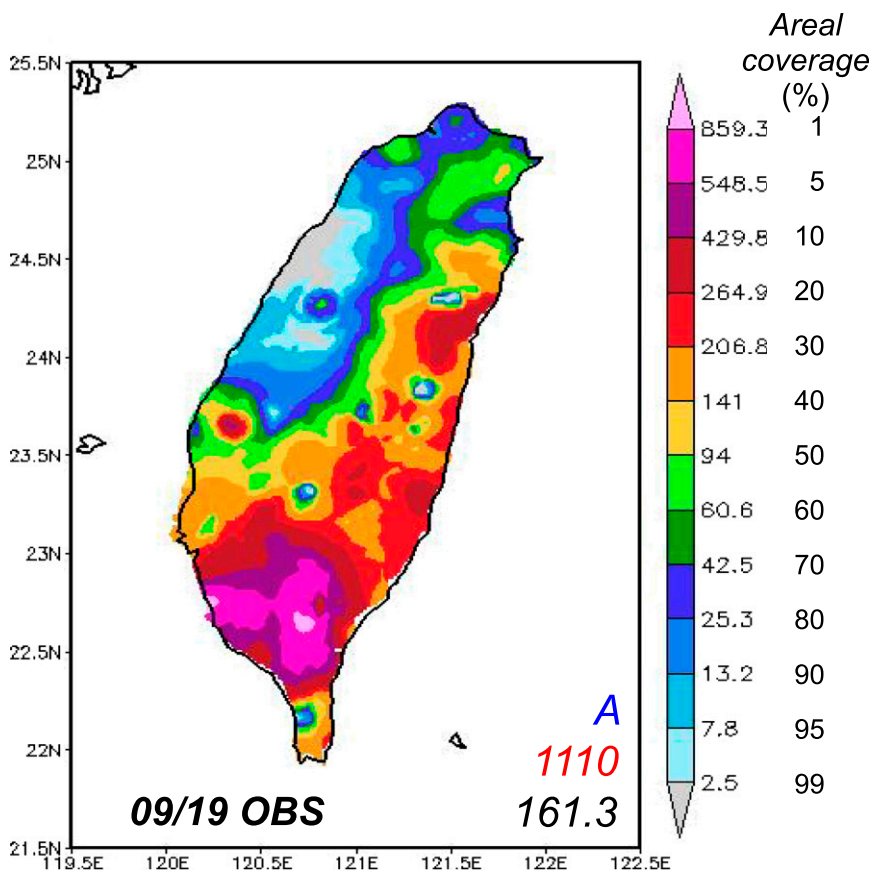 Areal
coverage
(%)
25.5N
25N
24.5N
24N
23.5N
23N
22.5N
22N
21.5N
119.5E 120E 120.5E 121E 121.5E 122E 122.5E
859.3 1
548.5 5
429.8 10
264.9 20
206.8 30
141 40
94 50
60.6 60
42.5 70
25.3 80
13.2 90
7.8 95
2.5 99
A
1110
09/19 OBS 161.3